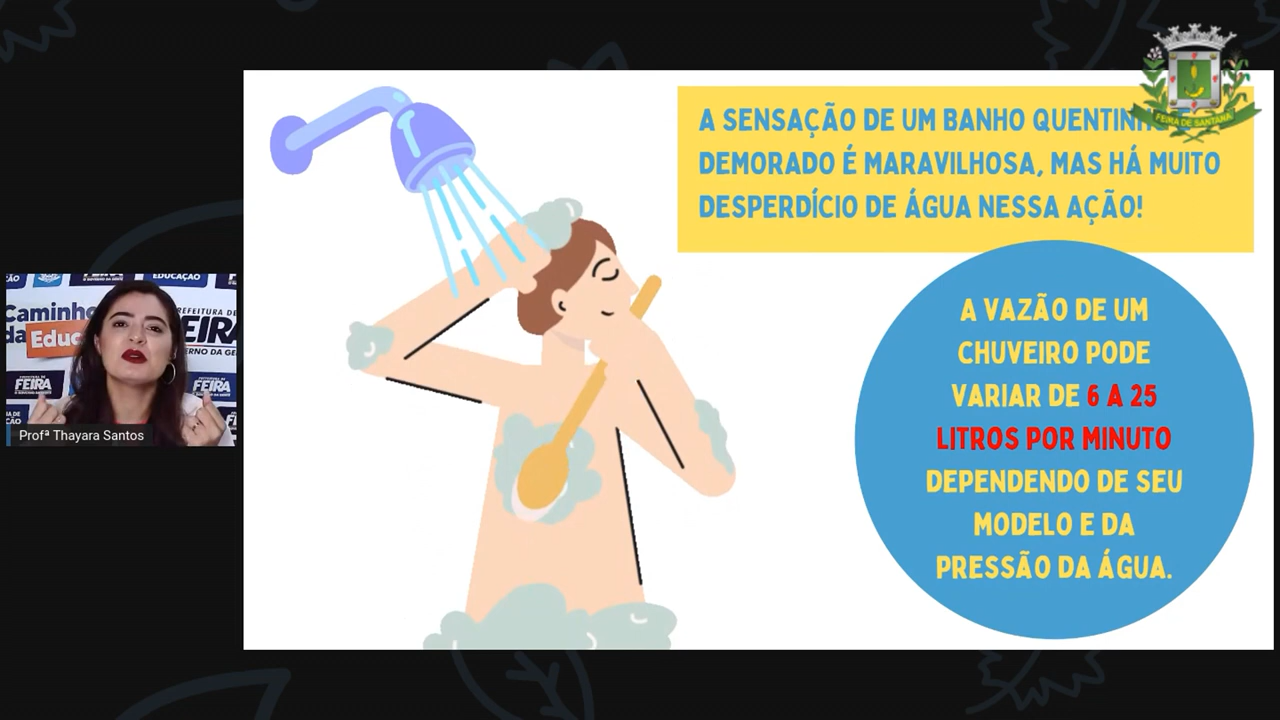 A SENSAÇÃO DE UM BANHO
DEMORADO É MARAVILHOSA, MAS HÁ MUITO
DESPERDÍCIO DE ÁGUA NESSA AÇÃO!
FEIRA DE SANTANA
A VAZÃO DE UM
CHUVEIRO PODE
VARIAR DE 6 A 25
LITROS POR MINUTO
DEPENDENDO DE SEU
MODELO E DA
PRESSÃO DA ÁGUA.
EDUCAÇÃO
Caminho
da Educ
PREFEITURA DE
FEIRA
FEIRA
Profª Thayara Santos